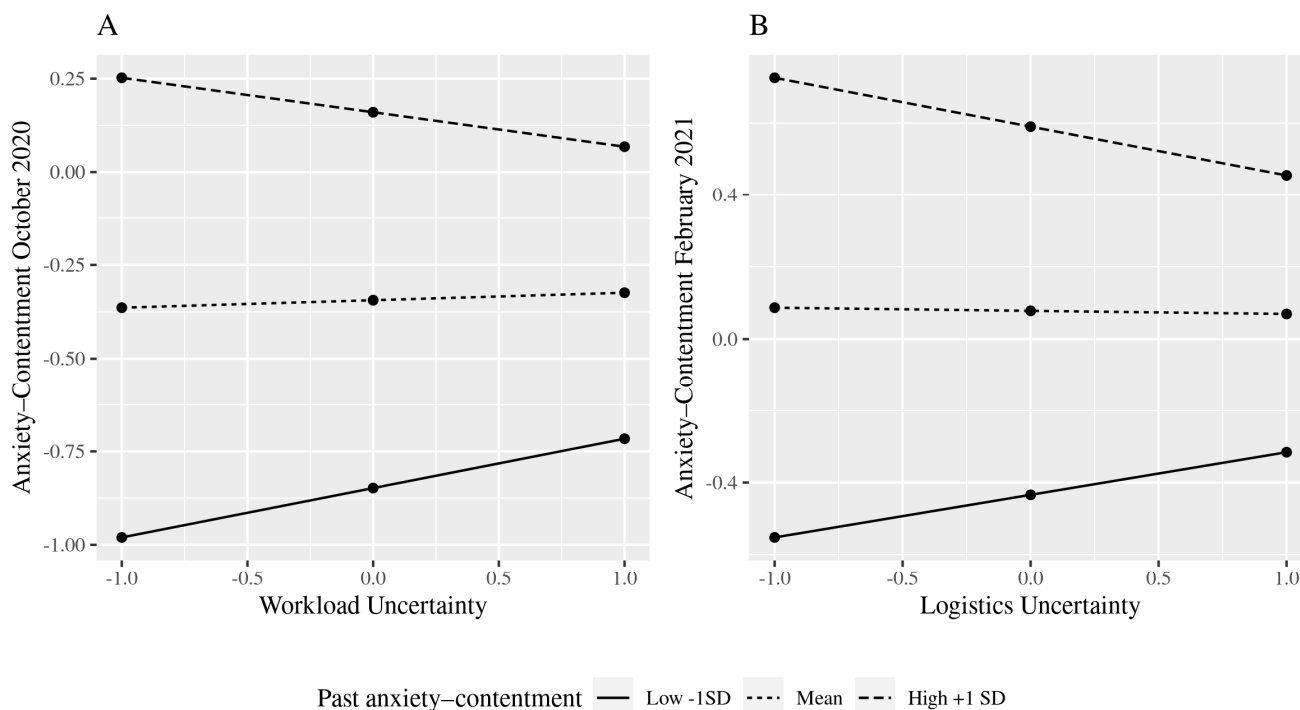 A
B
Anxiety–Contentment October 2020
0.25
0.00
-0.25
-0.50
-0.75
-1.00
-1.0
-0.5
0.0
0.5
1.0
Workload Uncertainty
Anxiety–Contentment February 2021
0.4
0.0
-0.4
-1.0
-0.5
0.0
0.5
1.0
Logistics Uncertainty
Past anxiety–contentment Low -1SD Mean High +1 SD